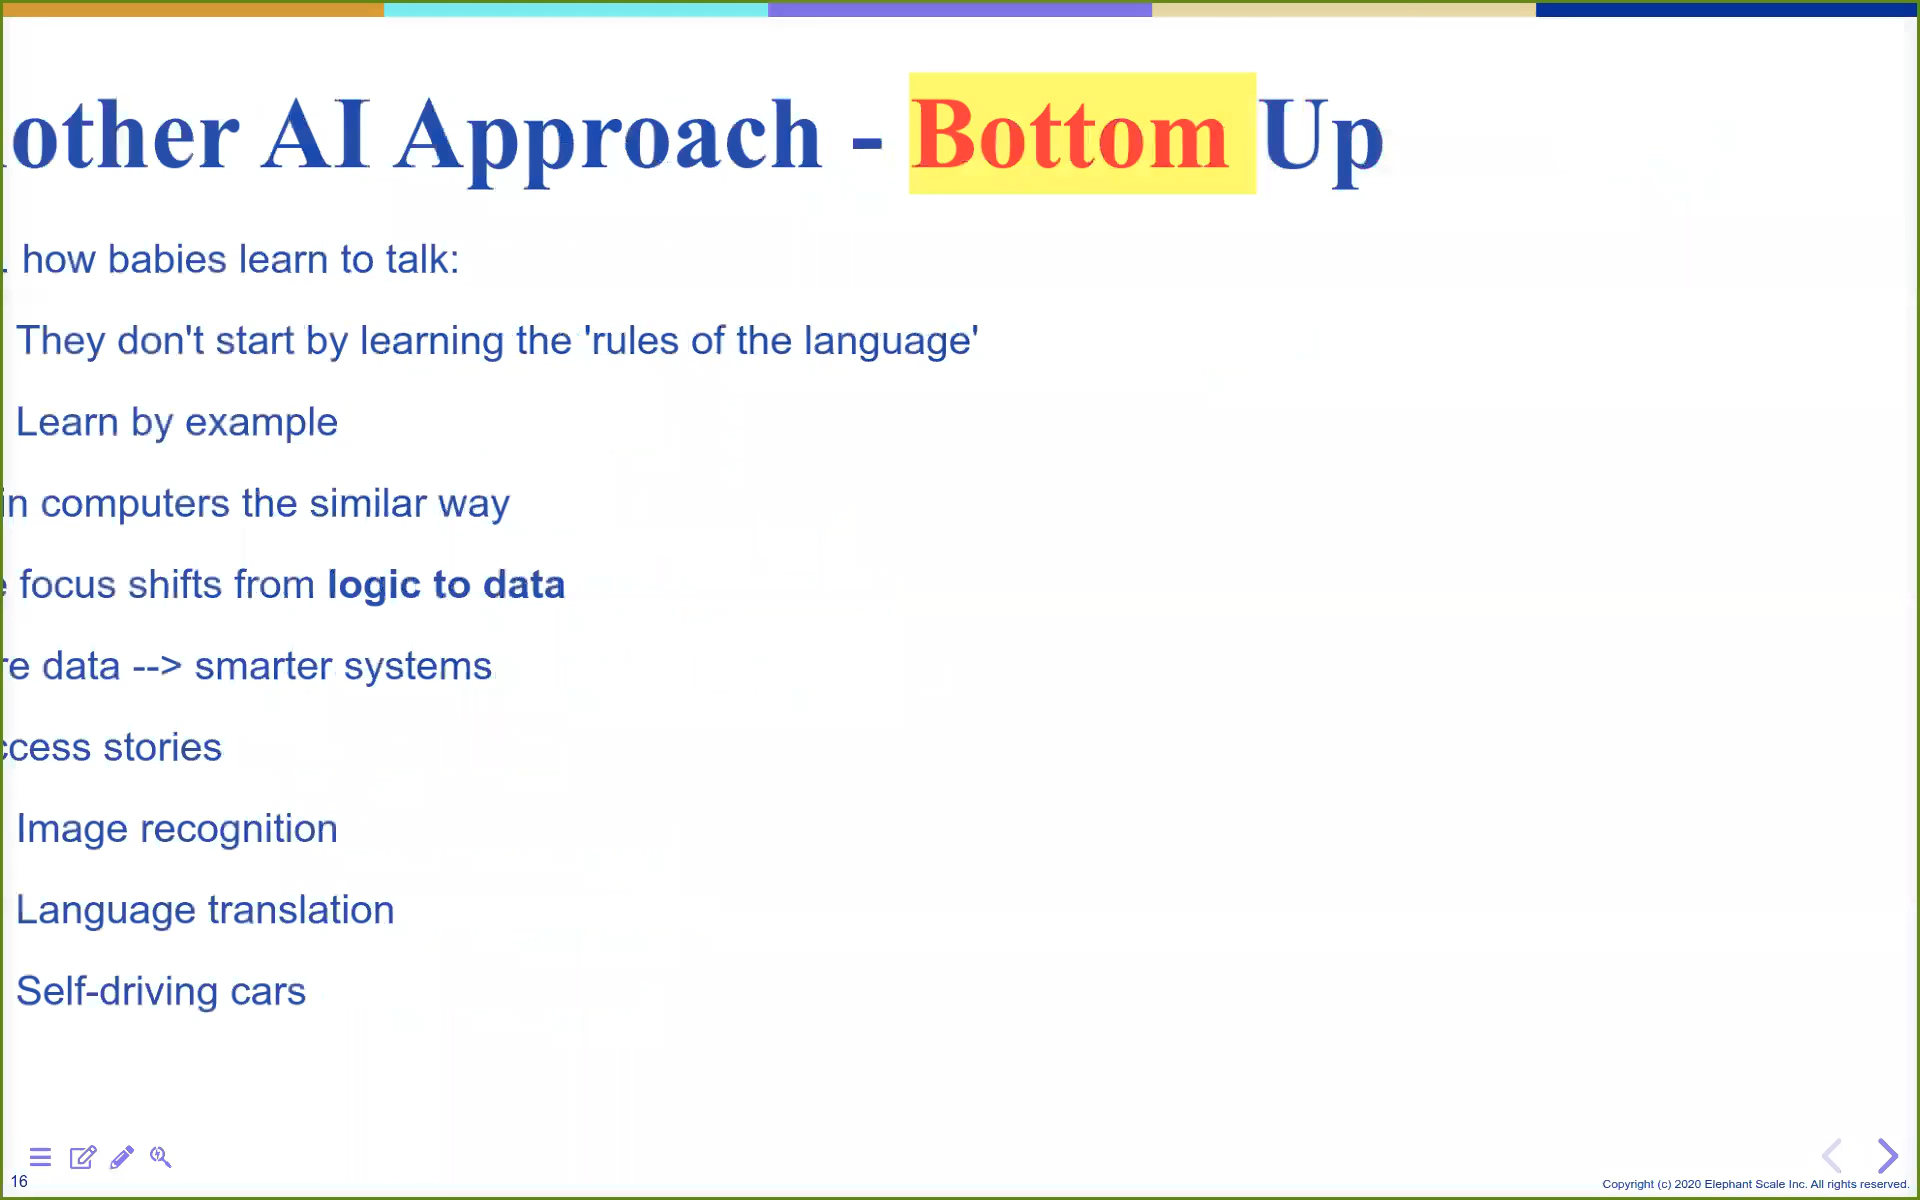 other AI Approach - Bottom Up
. how babies learn to talk:
They don't start by learning the 'rules of the language'
Learn by example
in computers the similar way
e focus shifts from logic to data
re data --> smarter systems
ccess stories
Image recognition
Language translation
Self-driving cars
16
Copyright (c) 2020 Elephant Scale Inc. All rights reserved.